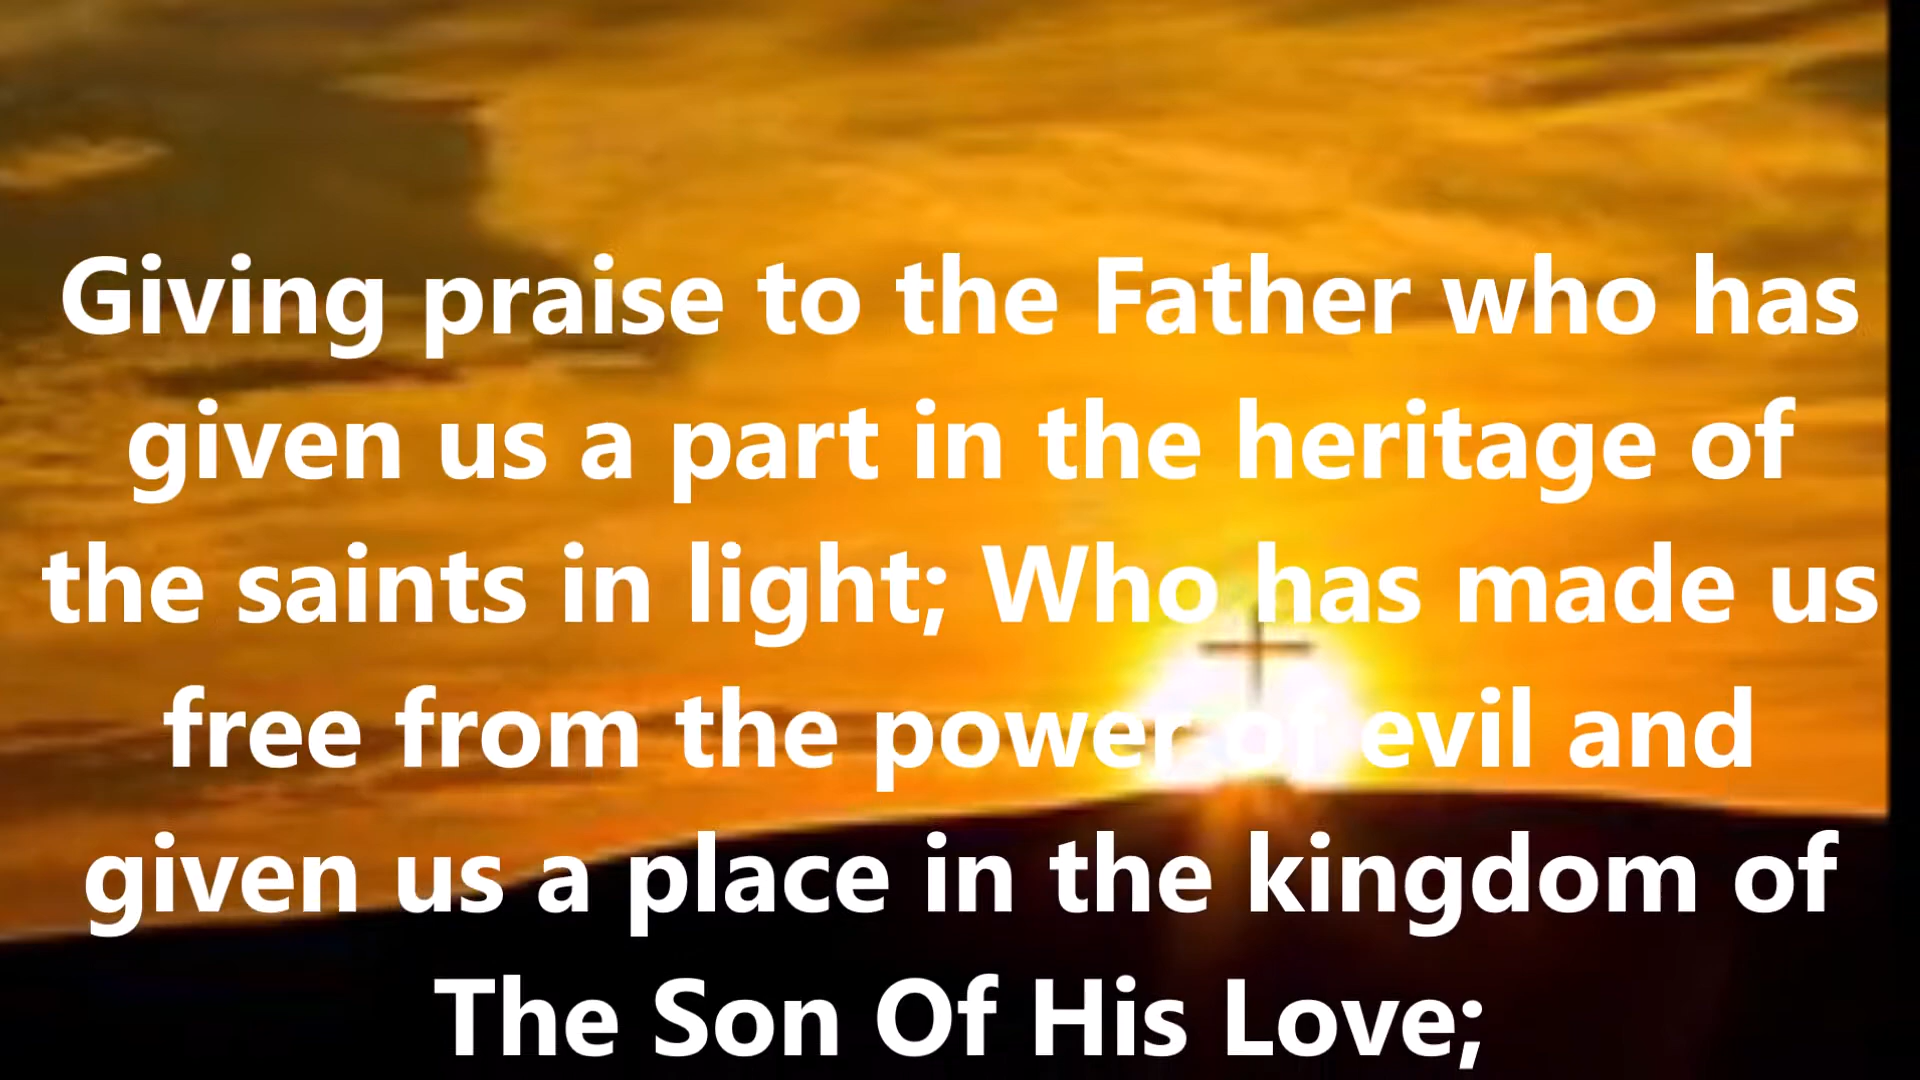 Giving praise to the Father who has
given us a part in the heritage of
the saints in light; Who has made us
free from the power of evil and
given us a place in the kingdom of
The Son Of His Love;